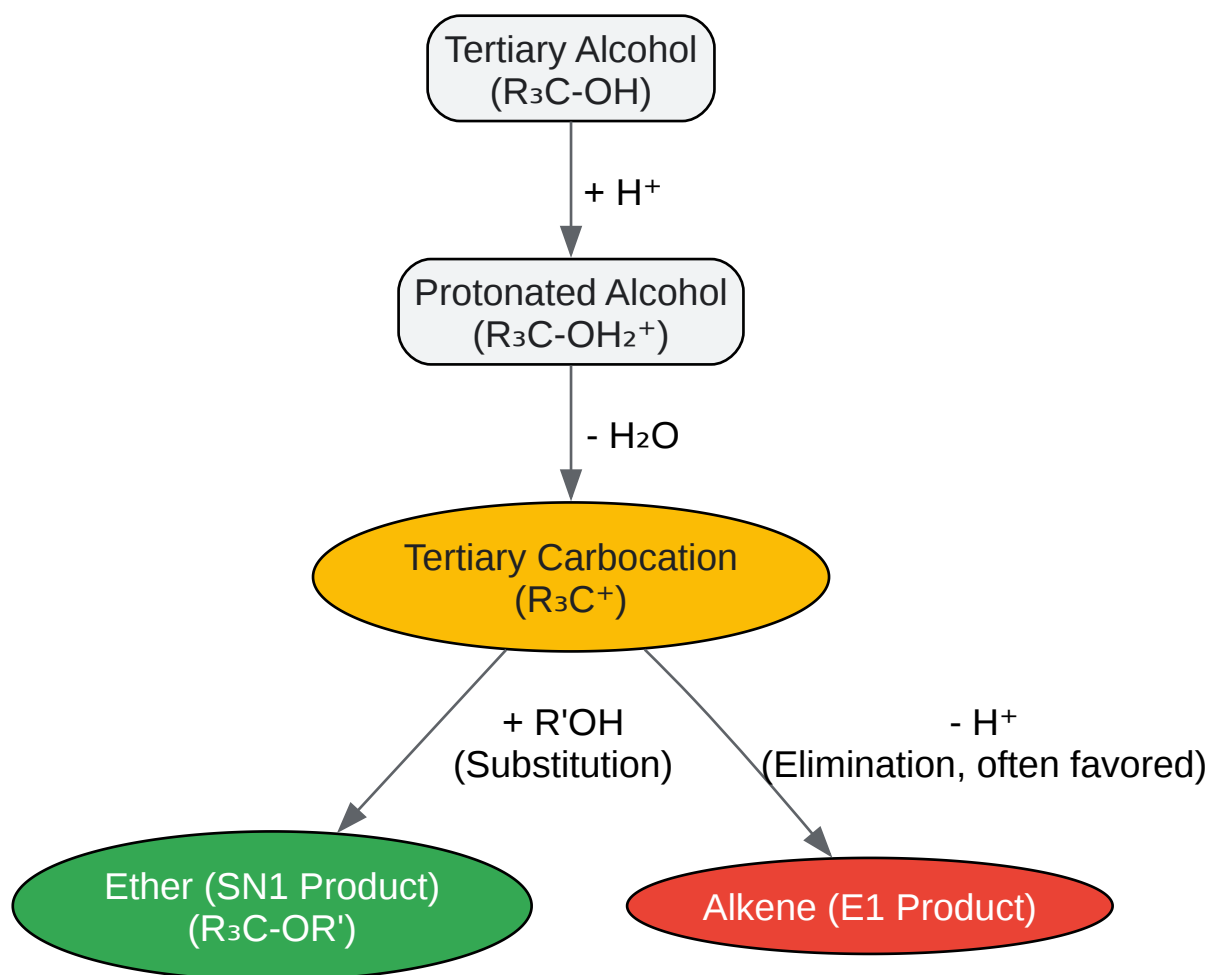 Tertiary Alcohol
(R₃C-OH)
+ H⁺
Protonated Alcohol
(R₃C-OH₂⁺)
- H₂O
Tertiary Carbocation
(R₃C⁺)
+ R'OH
(Substitution)
- H⁺
(Elimination, often favored)
Ether (SN1 Product)
(R₃C-OR')
Alkene (E1 Product)